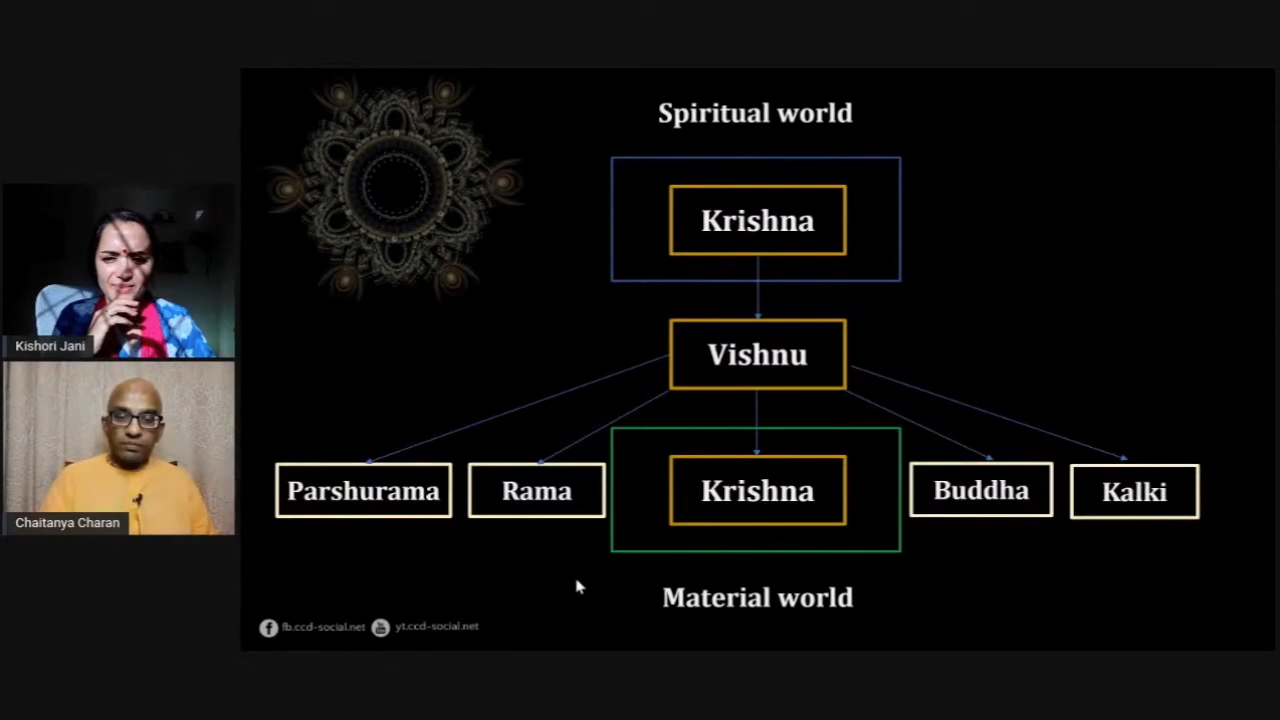 Spiritual world
Krishna
Vishnu
Parshurama
Rama
Krishna
Buddha
Kalki
Material world
fb.ccd-social.net
yt.ccd-social.net
Kishori Jani
Chaitanya Charan